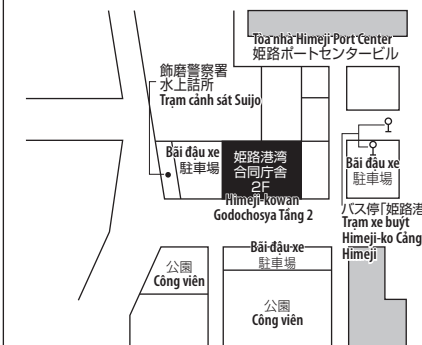 Tòa nhà Himeji Port Center
姫路ポートセンタービル
飾磨警察署
水上詰所
Trạm cảnh sát Suijo
Bãi đậu xe
駐車場
姫路港湾
合同庁舎
2F
Himeji-kowan
Godochosya Tầng 2
Bãi đậu xe
駐車場
バス停「姫路港
Trạm xe buýt
Himeji-ko Cảng
Himeji
Bãi đậu xe
駐車場
公園
Công viên
公園
Công viên